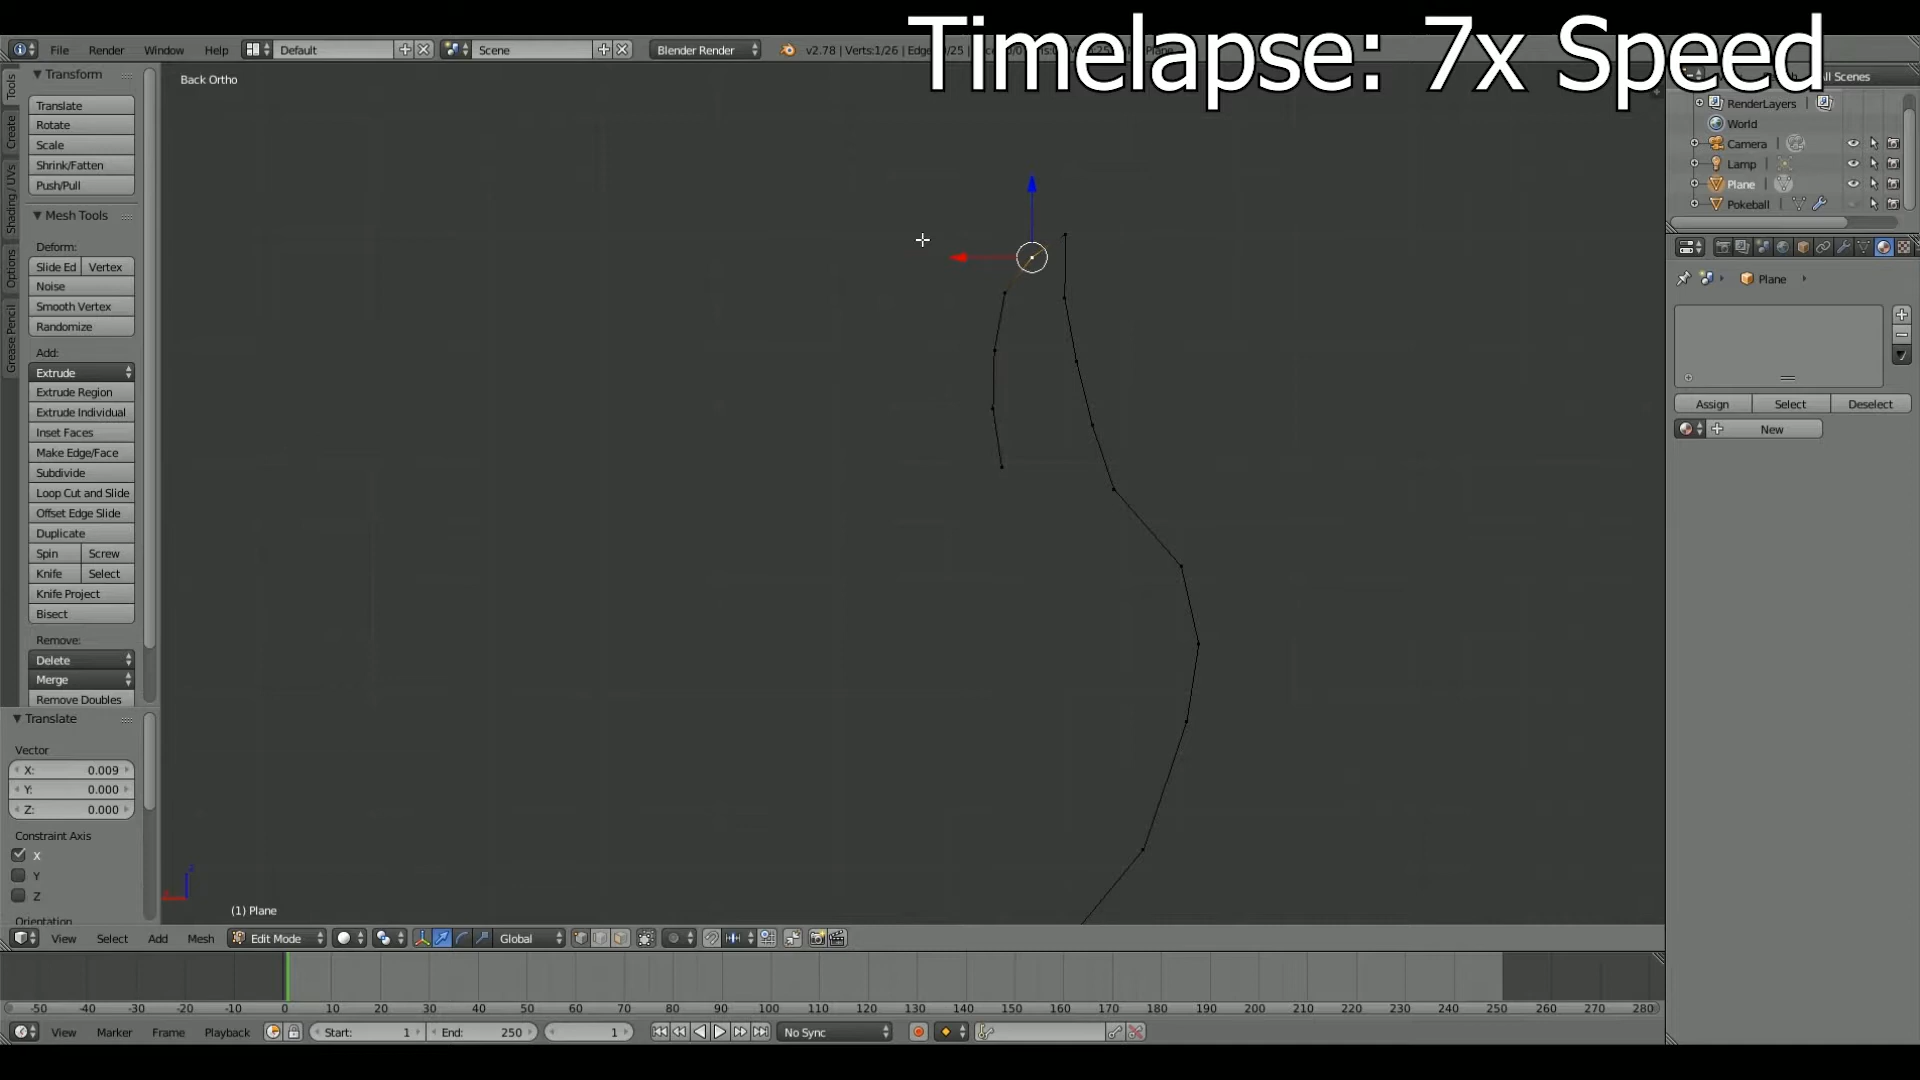 Timelapse: 7x Speed
File Render Window Help Default Scene Blender Render v2.78 | Verts:1/26 | Edge
All Scenes
Back Ortho
Tools
Create
Shading / UVs
Options
Grease Pencil
Transform
Translate
Rotate
Scale
Shrink/Fatten
Push/Pull
Mesh Tools
Deform:
Slide Ed Vertex
Noise
Smooth Vertex
Randomize
Add:
Extrude
Extrude Region
Extrude Individual
Inset Faces
Make Edge/Face
Subdivide
Loop Cut and Slide
Offset Edge Slide
Duplicate
Spin Screw
Knife Select
Knife Project
Bisect
Remove:
Delete
Merge
Remove Doubles
Translate
Vector
X: 0.009
Y: 0.000
Z: 0.000
Constraint Axis
X
Y
Z
Orientation
(1) Plane
RenderLayers
World
Camera
Lamp
Plane
Pokeball
Plane
Assign Select Deselect
New
View Select Add Mesh Edit Mode Global
-50 -40 -30 -20 -10 0 10 20 30 40 50 60 70 80 90 100 110 120 130 140 150 160 170 180 190 200 210 220 230 240 250 260 270 280
View Marker Frame Playback Start: 1 End: 250 1 No Sync